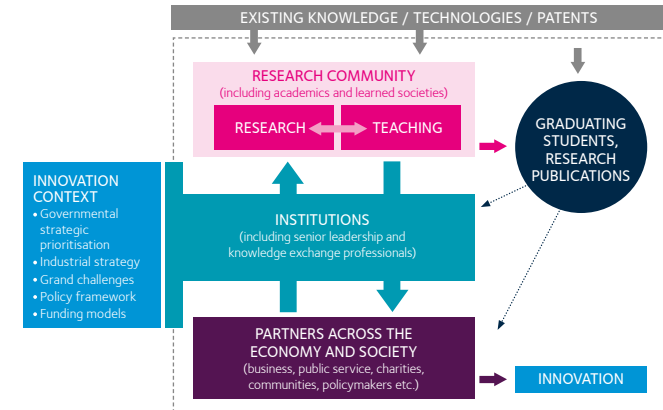 EXISTING KNOWLEDGE / TECHNOLOGIES / PATENTS
RESEARCH COMMUNITY
(including academics and learned societies)
RESEARCH
TEACHING
GRADUATING
STUDENTS,
RESEARCH
PUBLICATIONS
INNOVATION
CONTEXT
• Governmental
strategic
prioritisation
• Industrial strategy
• Grand challenges
• Policy framework
• Funding models
INSTITUTIONS
(including senior leadership and
knowledge exchange professionals)
PARTNERS ACROSS THE
ECONOMY AND SOCIETY
(business, public service, charities,
communities, policymakers etc.)
INNOVATION